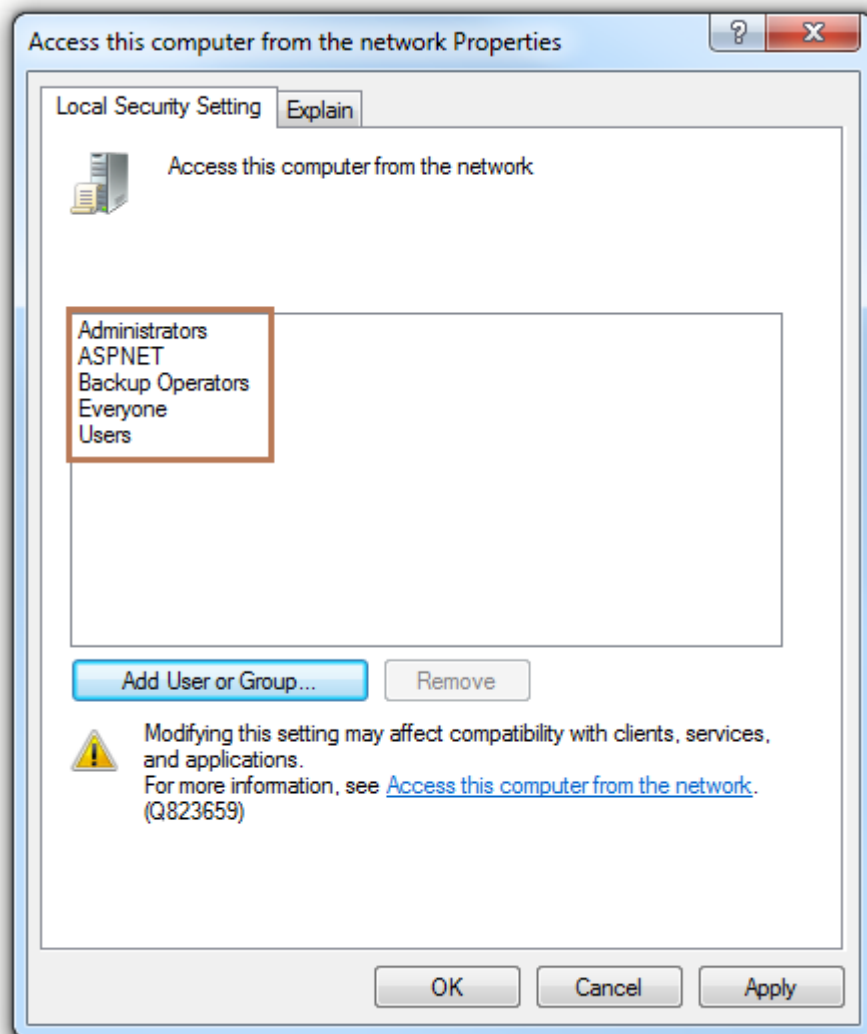 Access this computer from the network Properties
Local Security Setting
Explain
Access this computer from the network
Administrators
ASPNET
Backup Operators
Everyone
Users
Add User or Group...
Remove
Modifying this setting may affect compatibility with clients, services,
and applications.
For more information, see Access this computer from the network.
(Q823659)
OK
Cancel
Apply